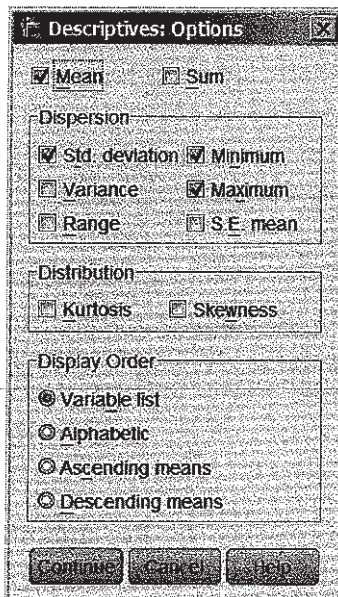 Descriptives: Options
Mean Sum
Dispersion
Std. deviation Minimum
Variance Maximum
Range S.E. mean
Distribution
Kurtosis Skewness
Display Order
Variable list
Alphabetic
Ascending means
Descending means
Continue Cancel Help